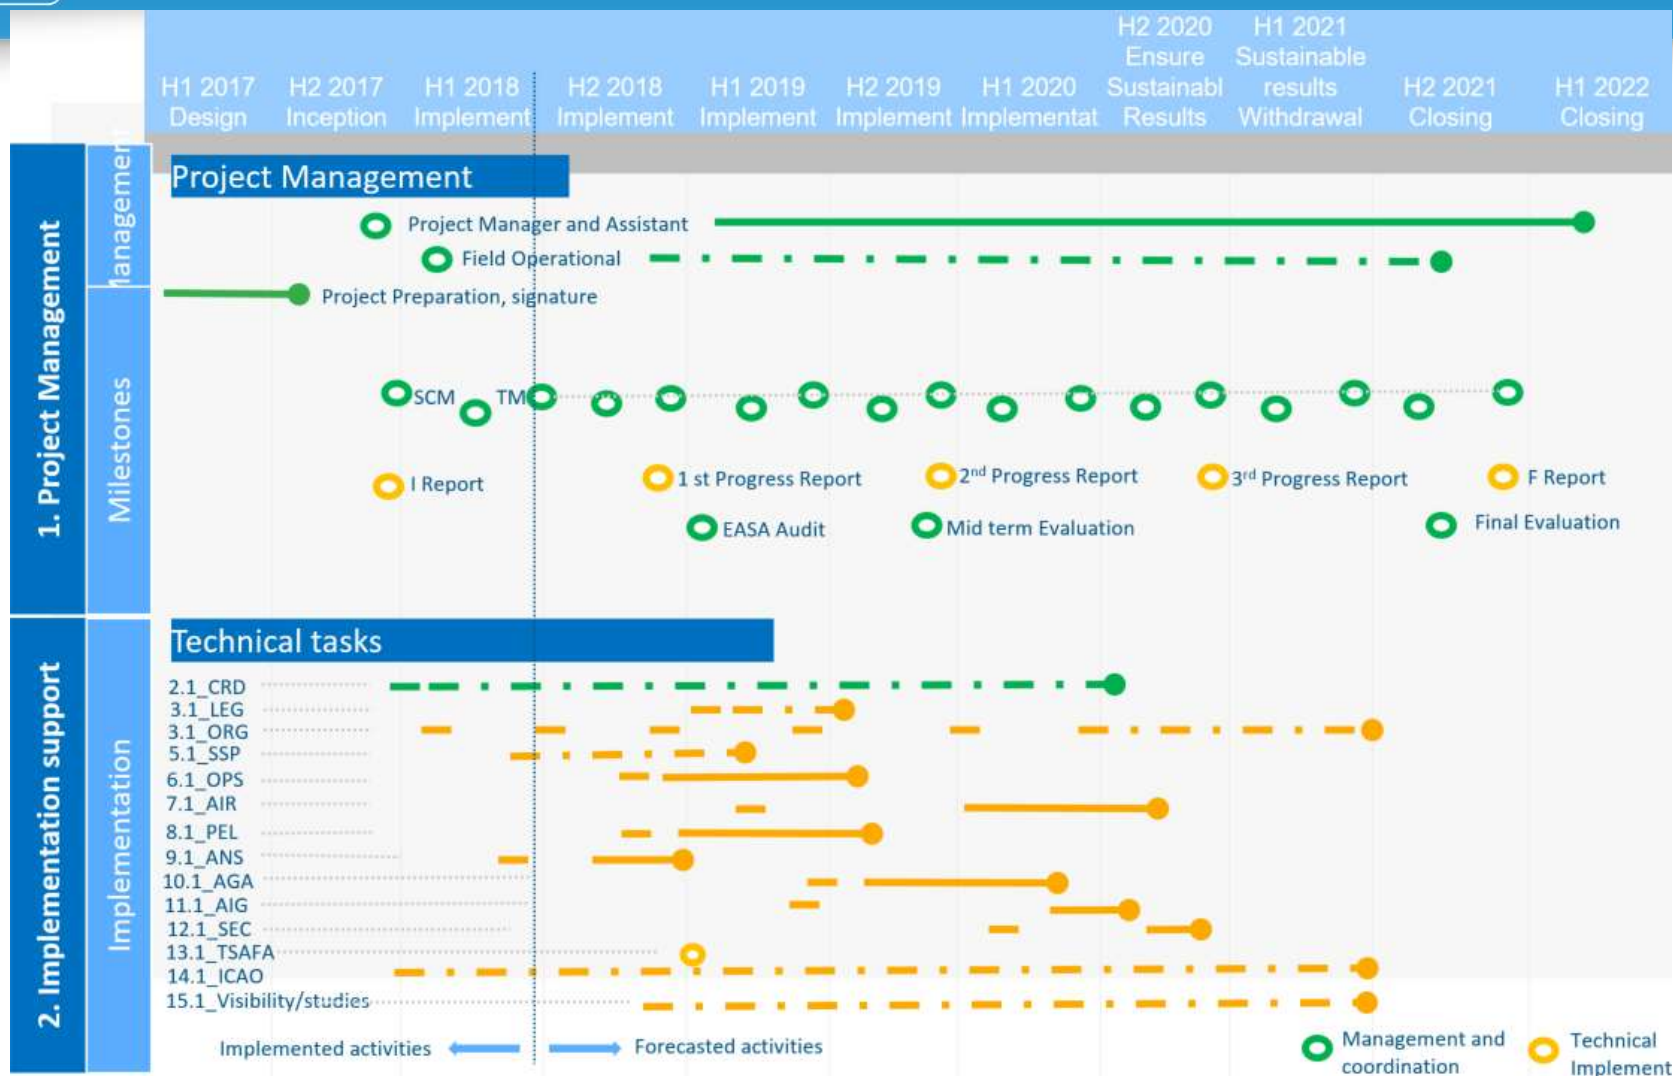 H1 2017
Design
H2 2017
Inception
H1 2018
Implement
H2 2018
Implement
H1 2019
Implement
H2 2019
Implement
H1 2020
Implementat
H2 2020
Ensure
Sustainabl
Results
H1 2021
Sustainable
results
Withdrawal
H2 2021
Closing
H1 2022
Closing
1. Project Management
Management
Milestones
Project Management
Project Manager and Assistant
Field Operational
Project Preparation, signature
SCM
TM
I Report
1 st Progress Report
2nd Progress Report
3rd Progress Report
F Report
EASA Audit
Mid term Evaluation
Final Evaluation
2. Implementation support
Implementation
Technical tasks
2.1_CRD
3.1_LEG
3.1_ORG
5.1_SSP
6.1_OPS
7.1_AIR
8.1_PEL
9.1_ANS
10.1_AGA
11.1_AIG
12.1_SEC
13.1_TSAFA
14.1_ICAO
15.1_Visibility/studies
Implemented activities
Forecasted activities
Management and
coordination
Technical
Implement